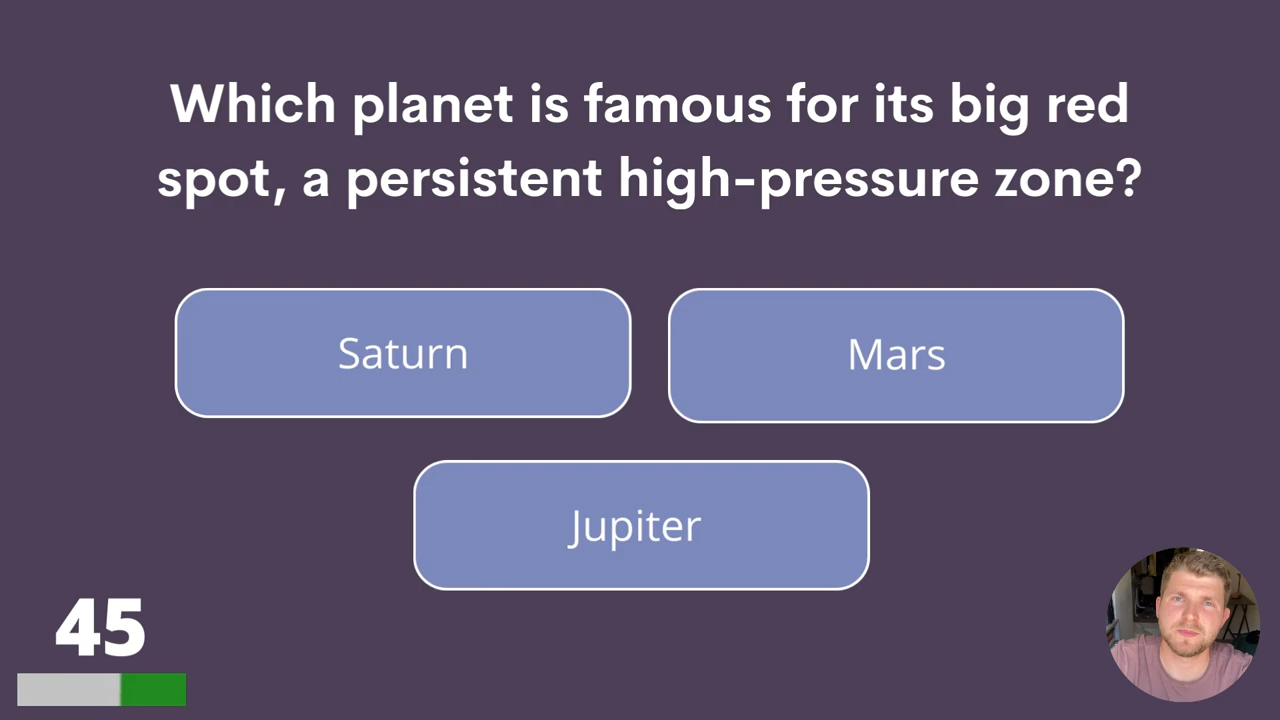 Which planet is famous for its big red
spot, a persistent high-pressure zone?
Saturn
Mars
Jupiter
45